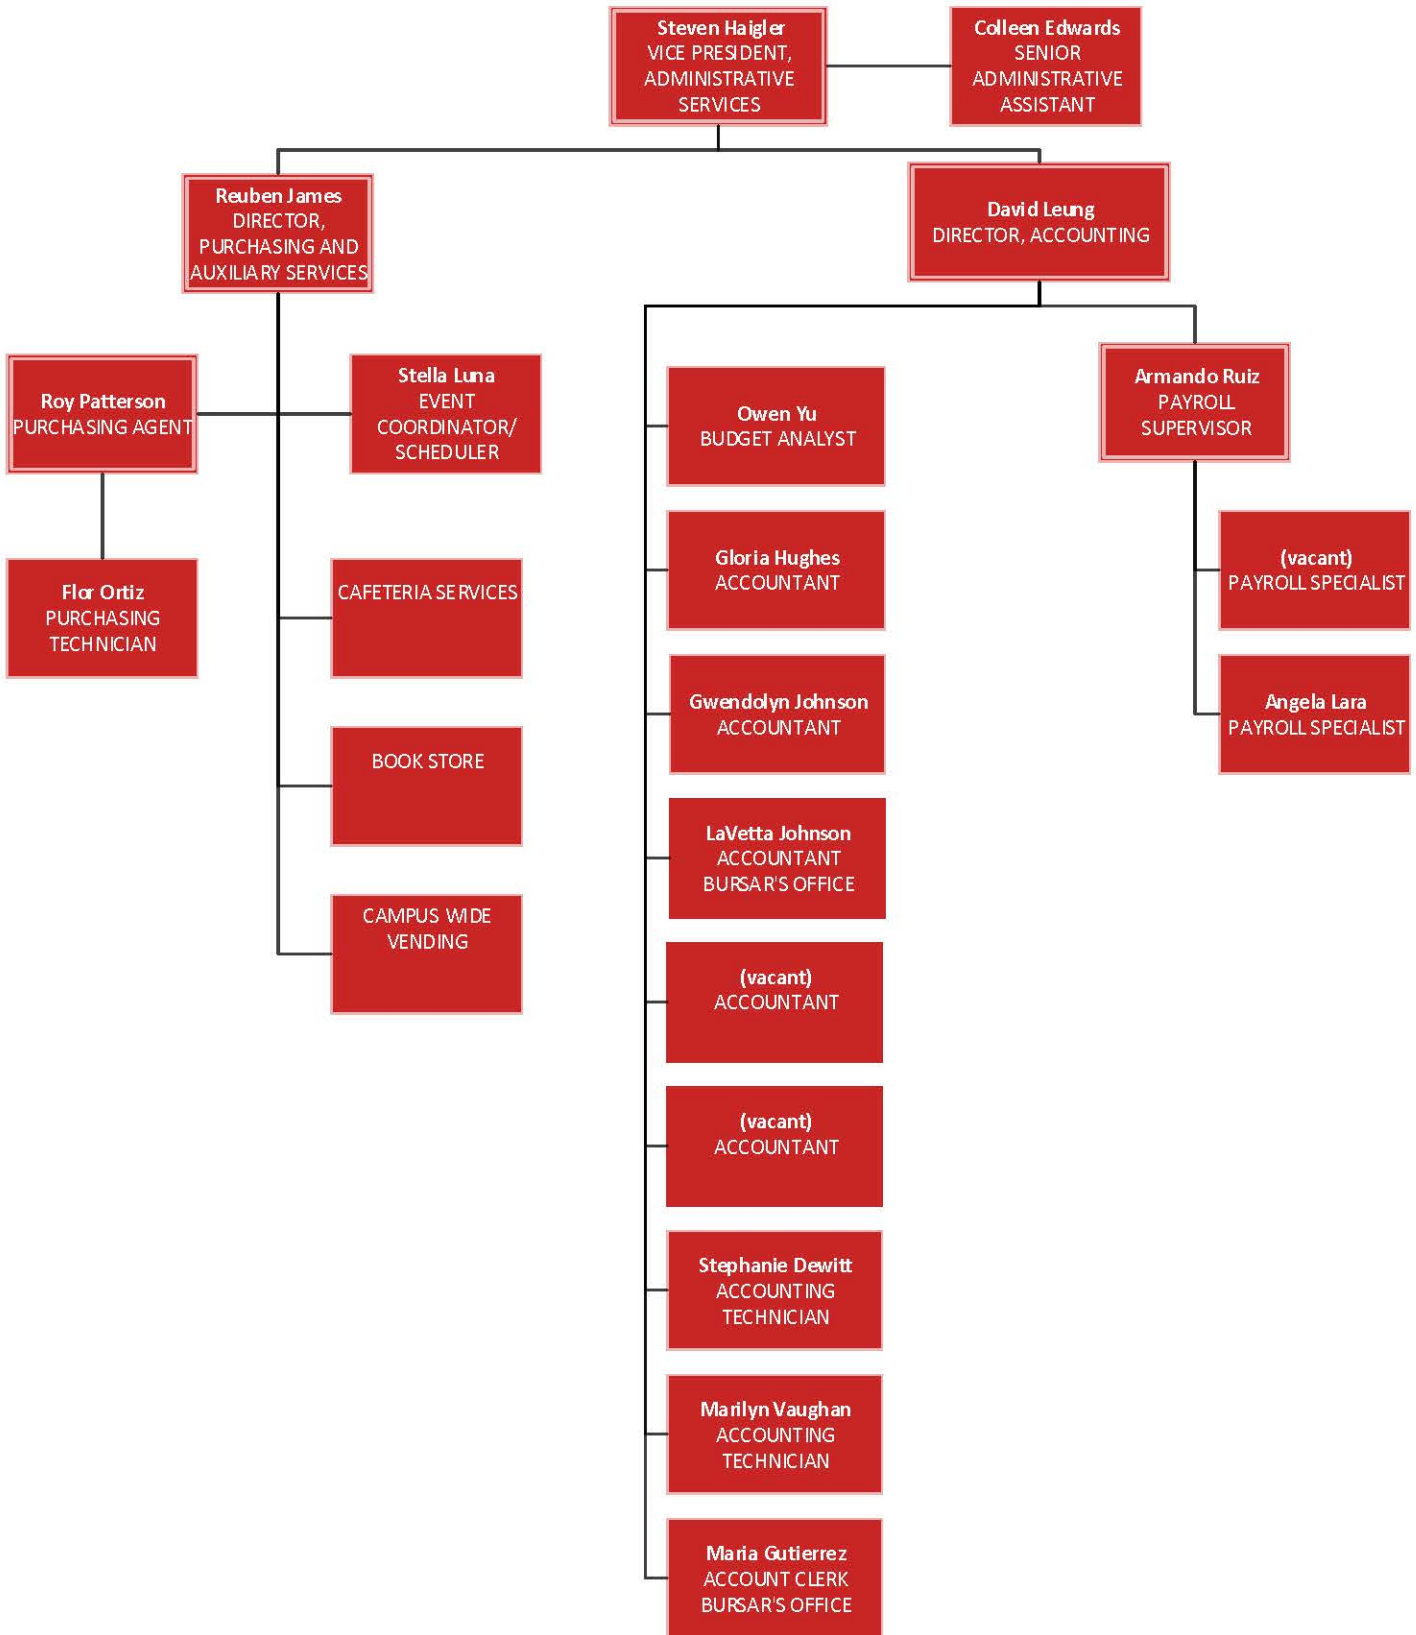 Steven Haigler
VICE PRESIDENT,
ADMINISTRATIVE
SERVICES
Colleen Edwards
SENIOR
ADMINISTRATIVE
ASSISTANT
Reuben James
DIRECTOR,
PURCHASING AND
AUXILIARY SERVICES
David Leung
DIRECTOR, ACCOUNTING
Roy Patterson
PURCHASING AGENT
Stella Luna
EVENT
COORDINATOR/
SCHEDULER
Flor Ortiz
PURCHASING
TECHNICIAN
CAFETERIA SERVICES
BOOK STORE
CAMPUS WIDE
VENDING
Owen Yu
BUDGET ANALYST
Gloria Hughes
ACCOUNTANT
Gwendolyn Johnson
ACCOUNTANT
LaVetta Johnson
ACCOUNTANT
BURSAR'S OFFICE
(vacant)
ACCOUNTANT
(vacant)
ACCOUNTANT
Stephanie Dewitt
ACCOUNTING
TECHNICIAN
Marilyn Vaughan
ACCOUNTING
TECHNICIAN
Maria Gutierrez
ACCOUNT CLERK
BURSAR'S OFFICE
Armando Ruiz
PAYROLL
SUPERVISOR
(vacant)
PAYROLL SPECIALIST
Angela Lara
PAYROLL SPECIALIST